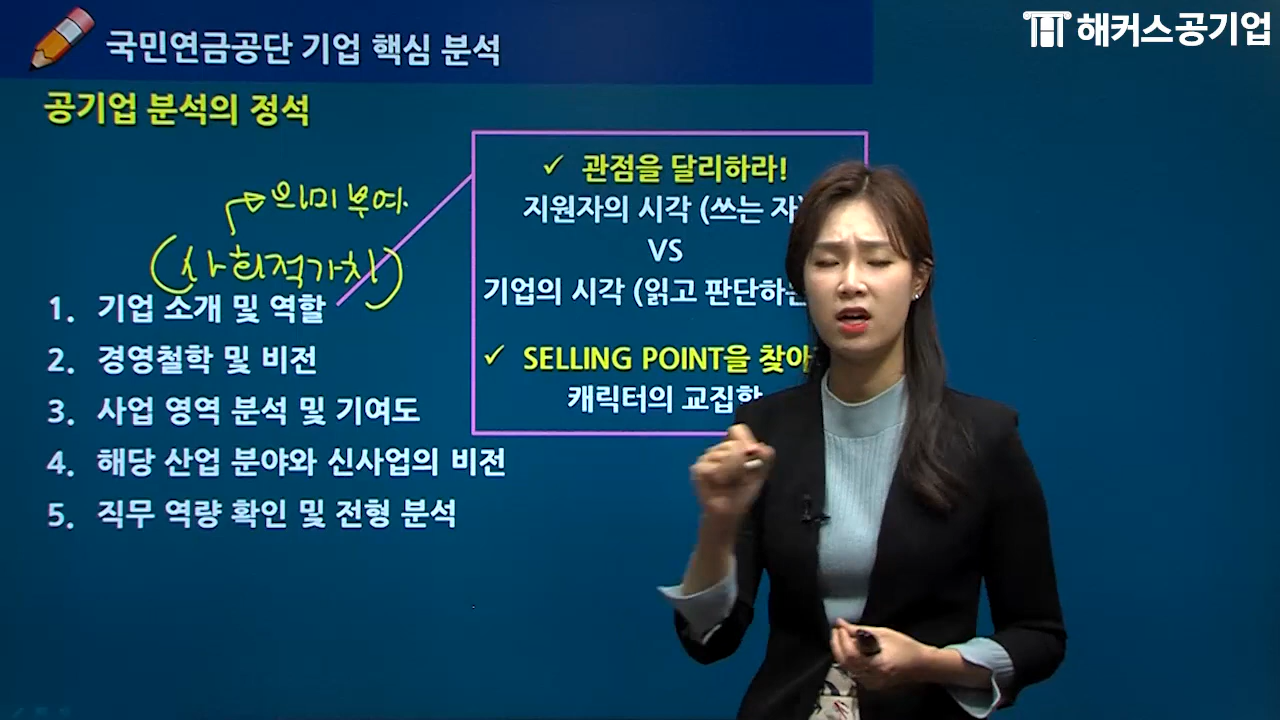 국민연금공단 기업 핵심 분석
해커스공기업
공기업 분석의 정석
의미부여
(사회적가치)
1. 기업 소개 및 역할
2. 경영철학 및 비전
3. 사업 영역 분석 및 기여도
4. 해당 산업 분야와 신사업의 비전
5. 직무 역량 확인 및 전형 분석
✓ 관점을 달리하라!
지원자의 시각 (쓰는 자)
VS
기업의 시각 (읽고 판단하는
✓ SELLING POINT을 찾아
캐릭터의 교집합